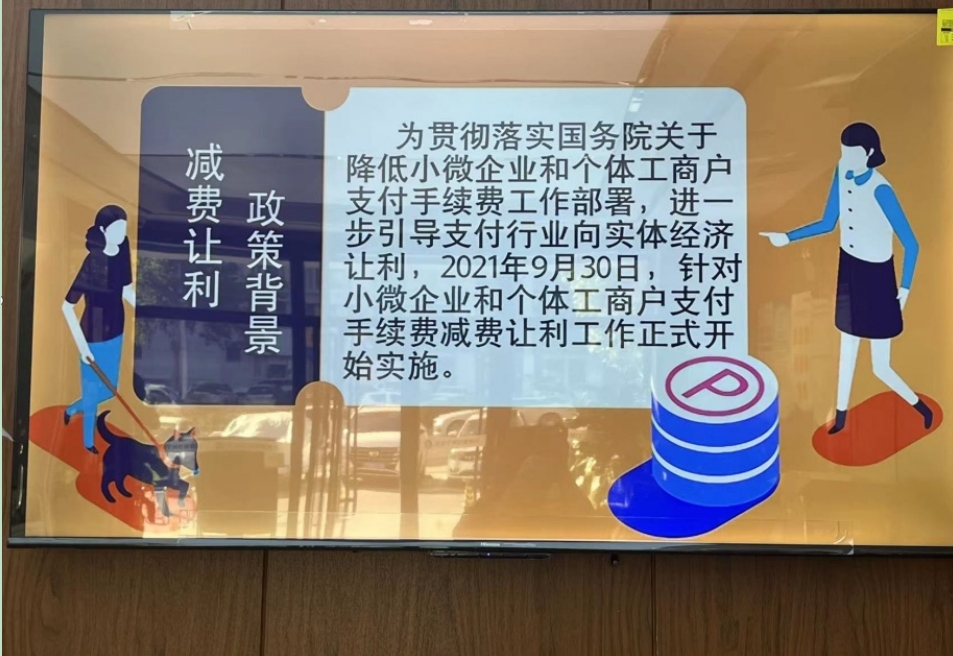 减费让利
政策背景
为贯彻落实国务院关于
降低小微企业和个体工商户
支付手续费工作部署，进一
步引导支付行业向实体经济
让利，2021年9月30日，针对
小微企业和个体工商户支付
手续费减费让利工作正式开
始实施。
P
Hisense